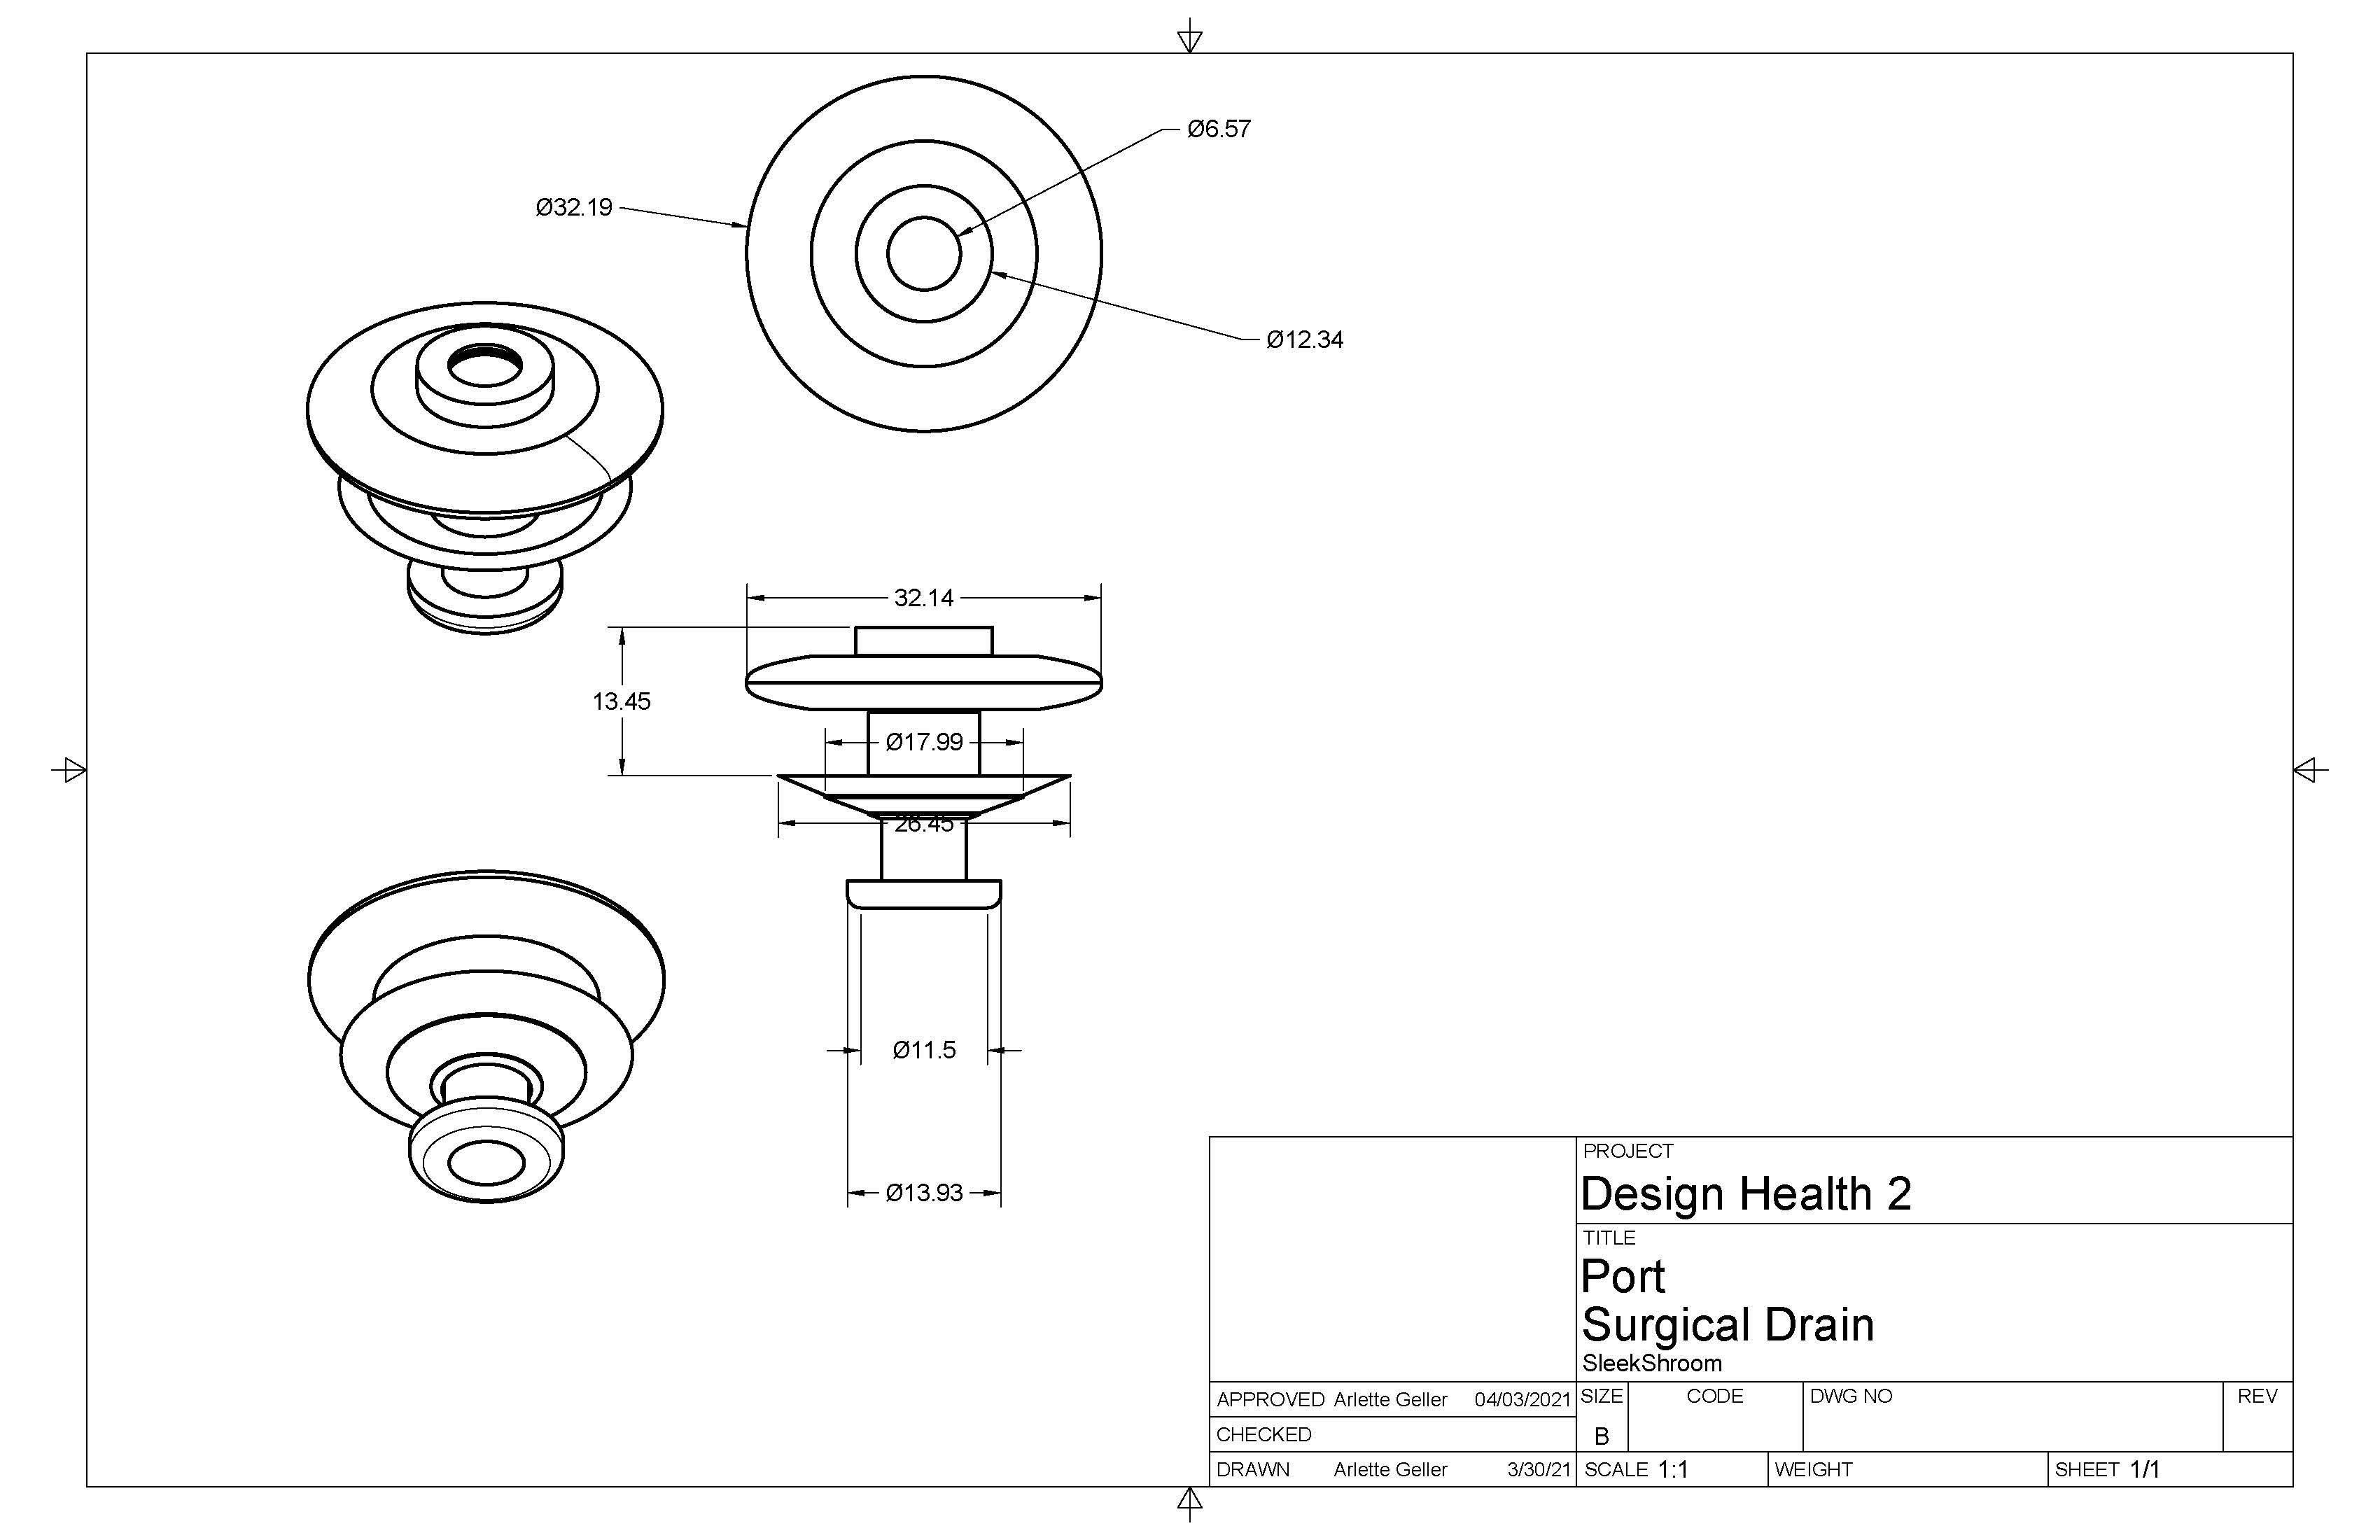 Ø6.57
Ø32.19
Ø12.34
32.14
13.45
Ø17.99
26.45
Ø11.5
Ø13.93
PROJECT
Design Health 2
TITLE
Port
Surgical Drain
SleekShroom
APPROVED Arlette Geller 04/03/2021
SIZE CODE DWG NO REV
B
CHECKED
DRAWN Arlette Geller 3/30/21
SCALE 1:1 WEIGHT SHEET 1/1